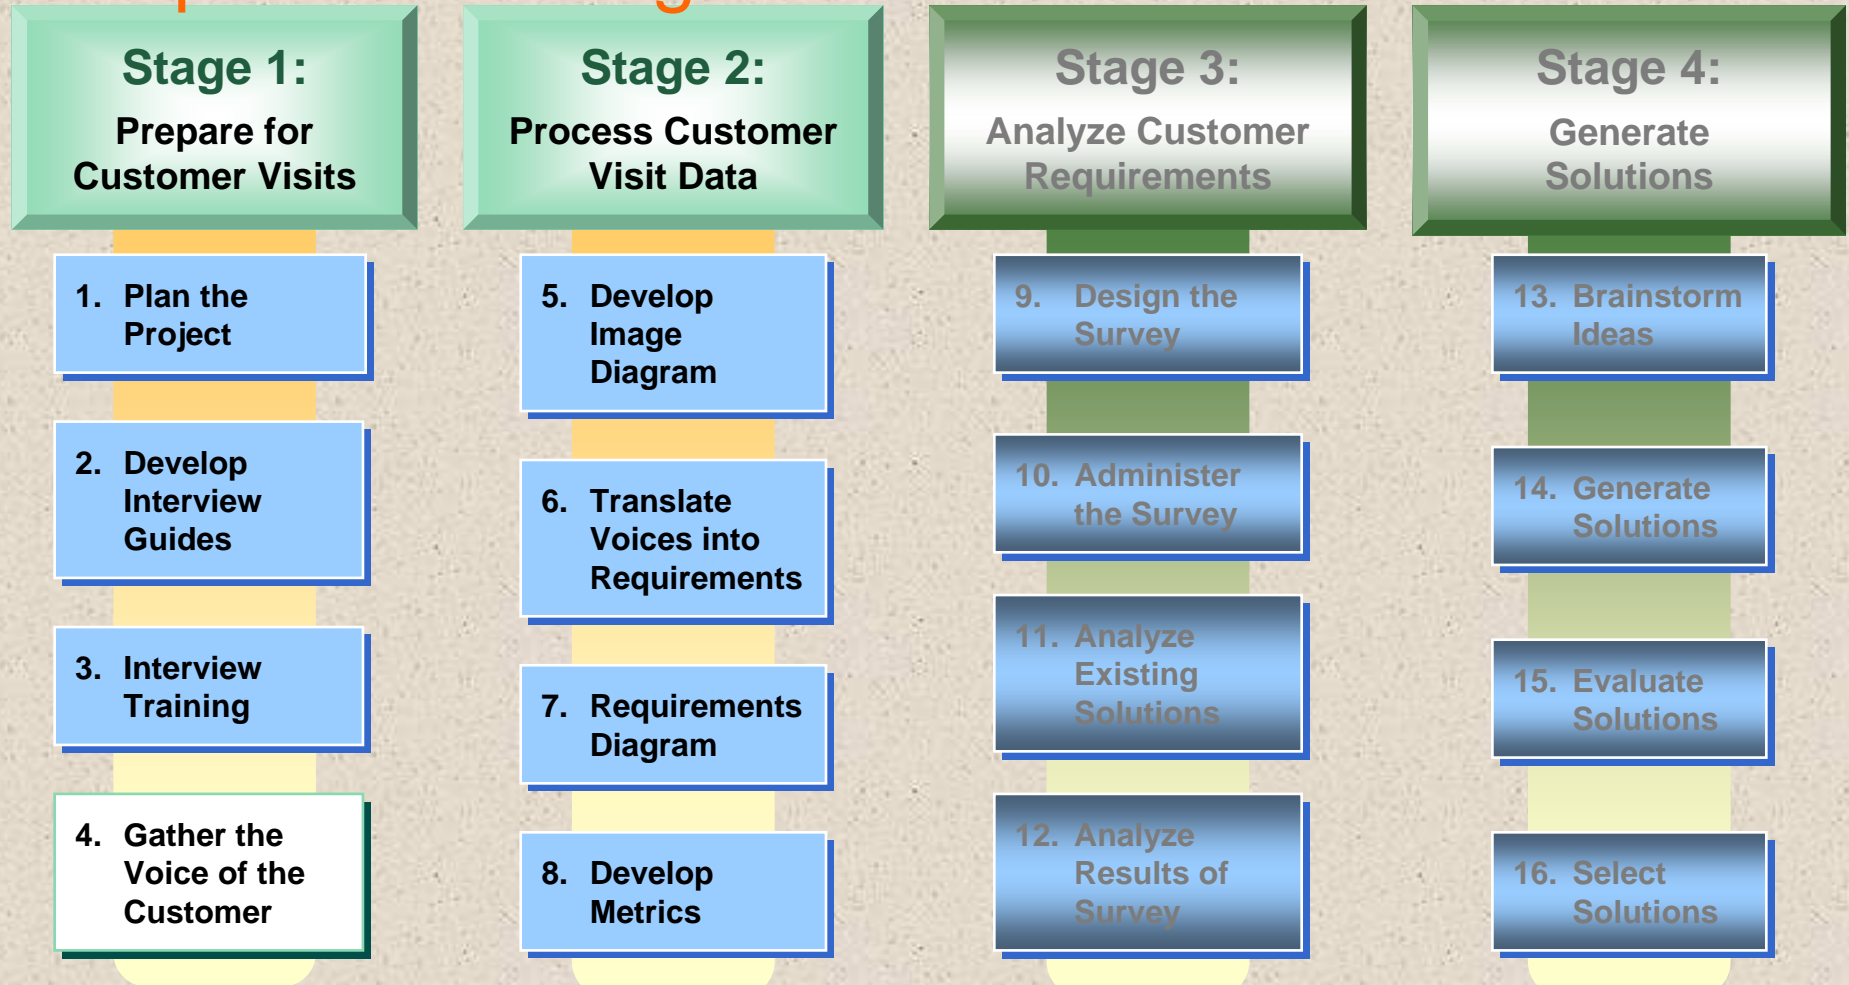 Stage 1:
Prepare for
Customer Visits
1. Plan the
Project
2. Develop
Interview
Guides
3. Interview
Training
4. Gather the
Voice of the
Customer
Stage 2:
Process Customer
Visit Data
5. Develop
Image
Diagram
6. Translate
Voices into
Requirements
7. Requirements
Diagram
8. Develop
Metrics
Stage 3:
Analyze Customer
Requirements
9. Design the
Survey
10. Administer
the Survey
11. Analyze
Existing
Solutions
12. Analyze
Results of
Survey
Stage 4:
Generate
Solutions
13. Brainstorm
Ideas
14. Generate
Solutions
15. Evaluate
Solutions
16. Select
Solutions